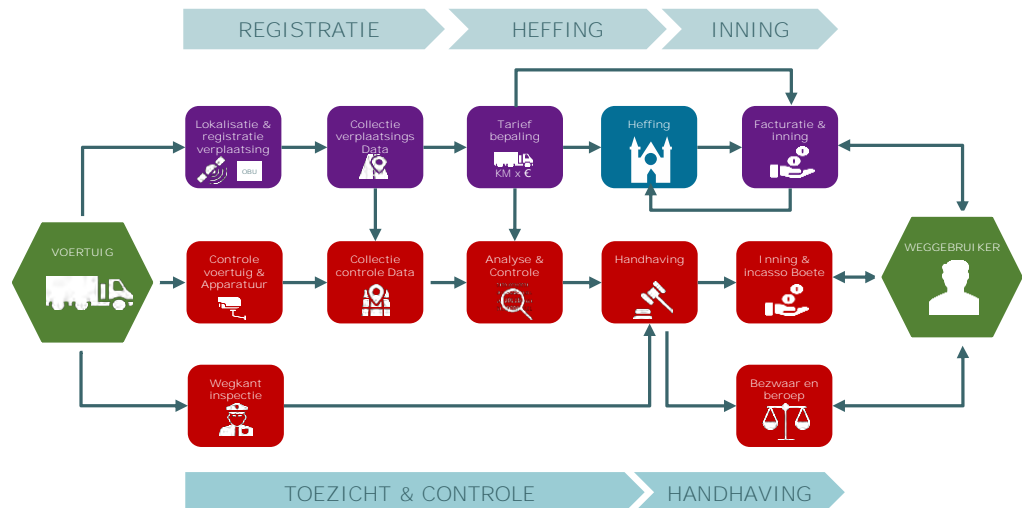 REGISTRATIE
HEFFING
INNING
Lokalisatie &
registratie
verplaatsing
OBU
Collectie
verplaatsings
Data
Tarief
bepaling
KM x €
Heffing
Facturatie &
inning
VOERTUIG
Controle
voertuig &
Apparatuur
Collectie
controle Data
Analyse &
Controle
Handhaving
Inning &
incasso Boete
WEGGEBRUIKER
Wegkant
inspectie
Bezwaar en
beroep
TOEZICHT & CONTROLE
HANDHAVING